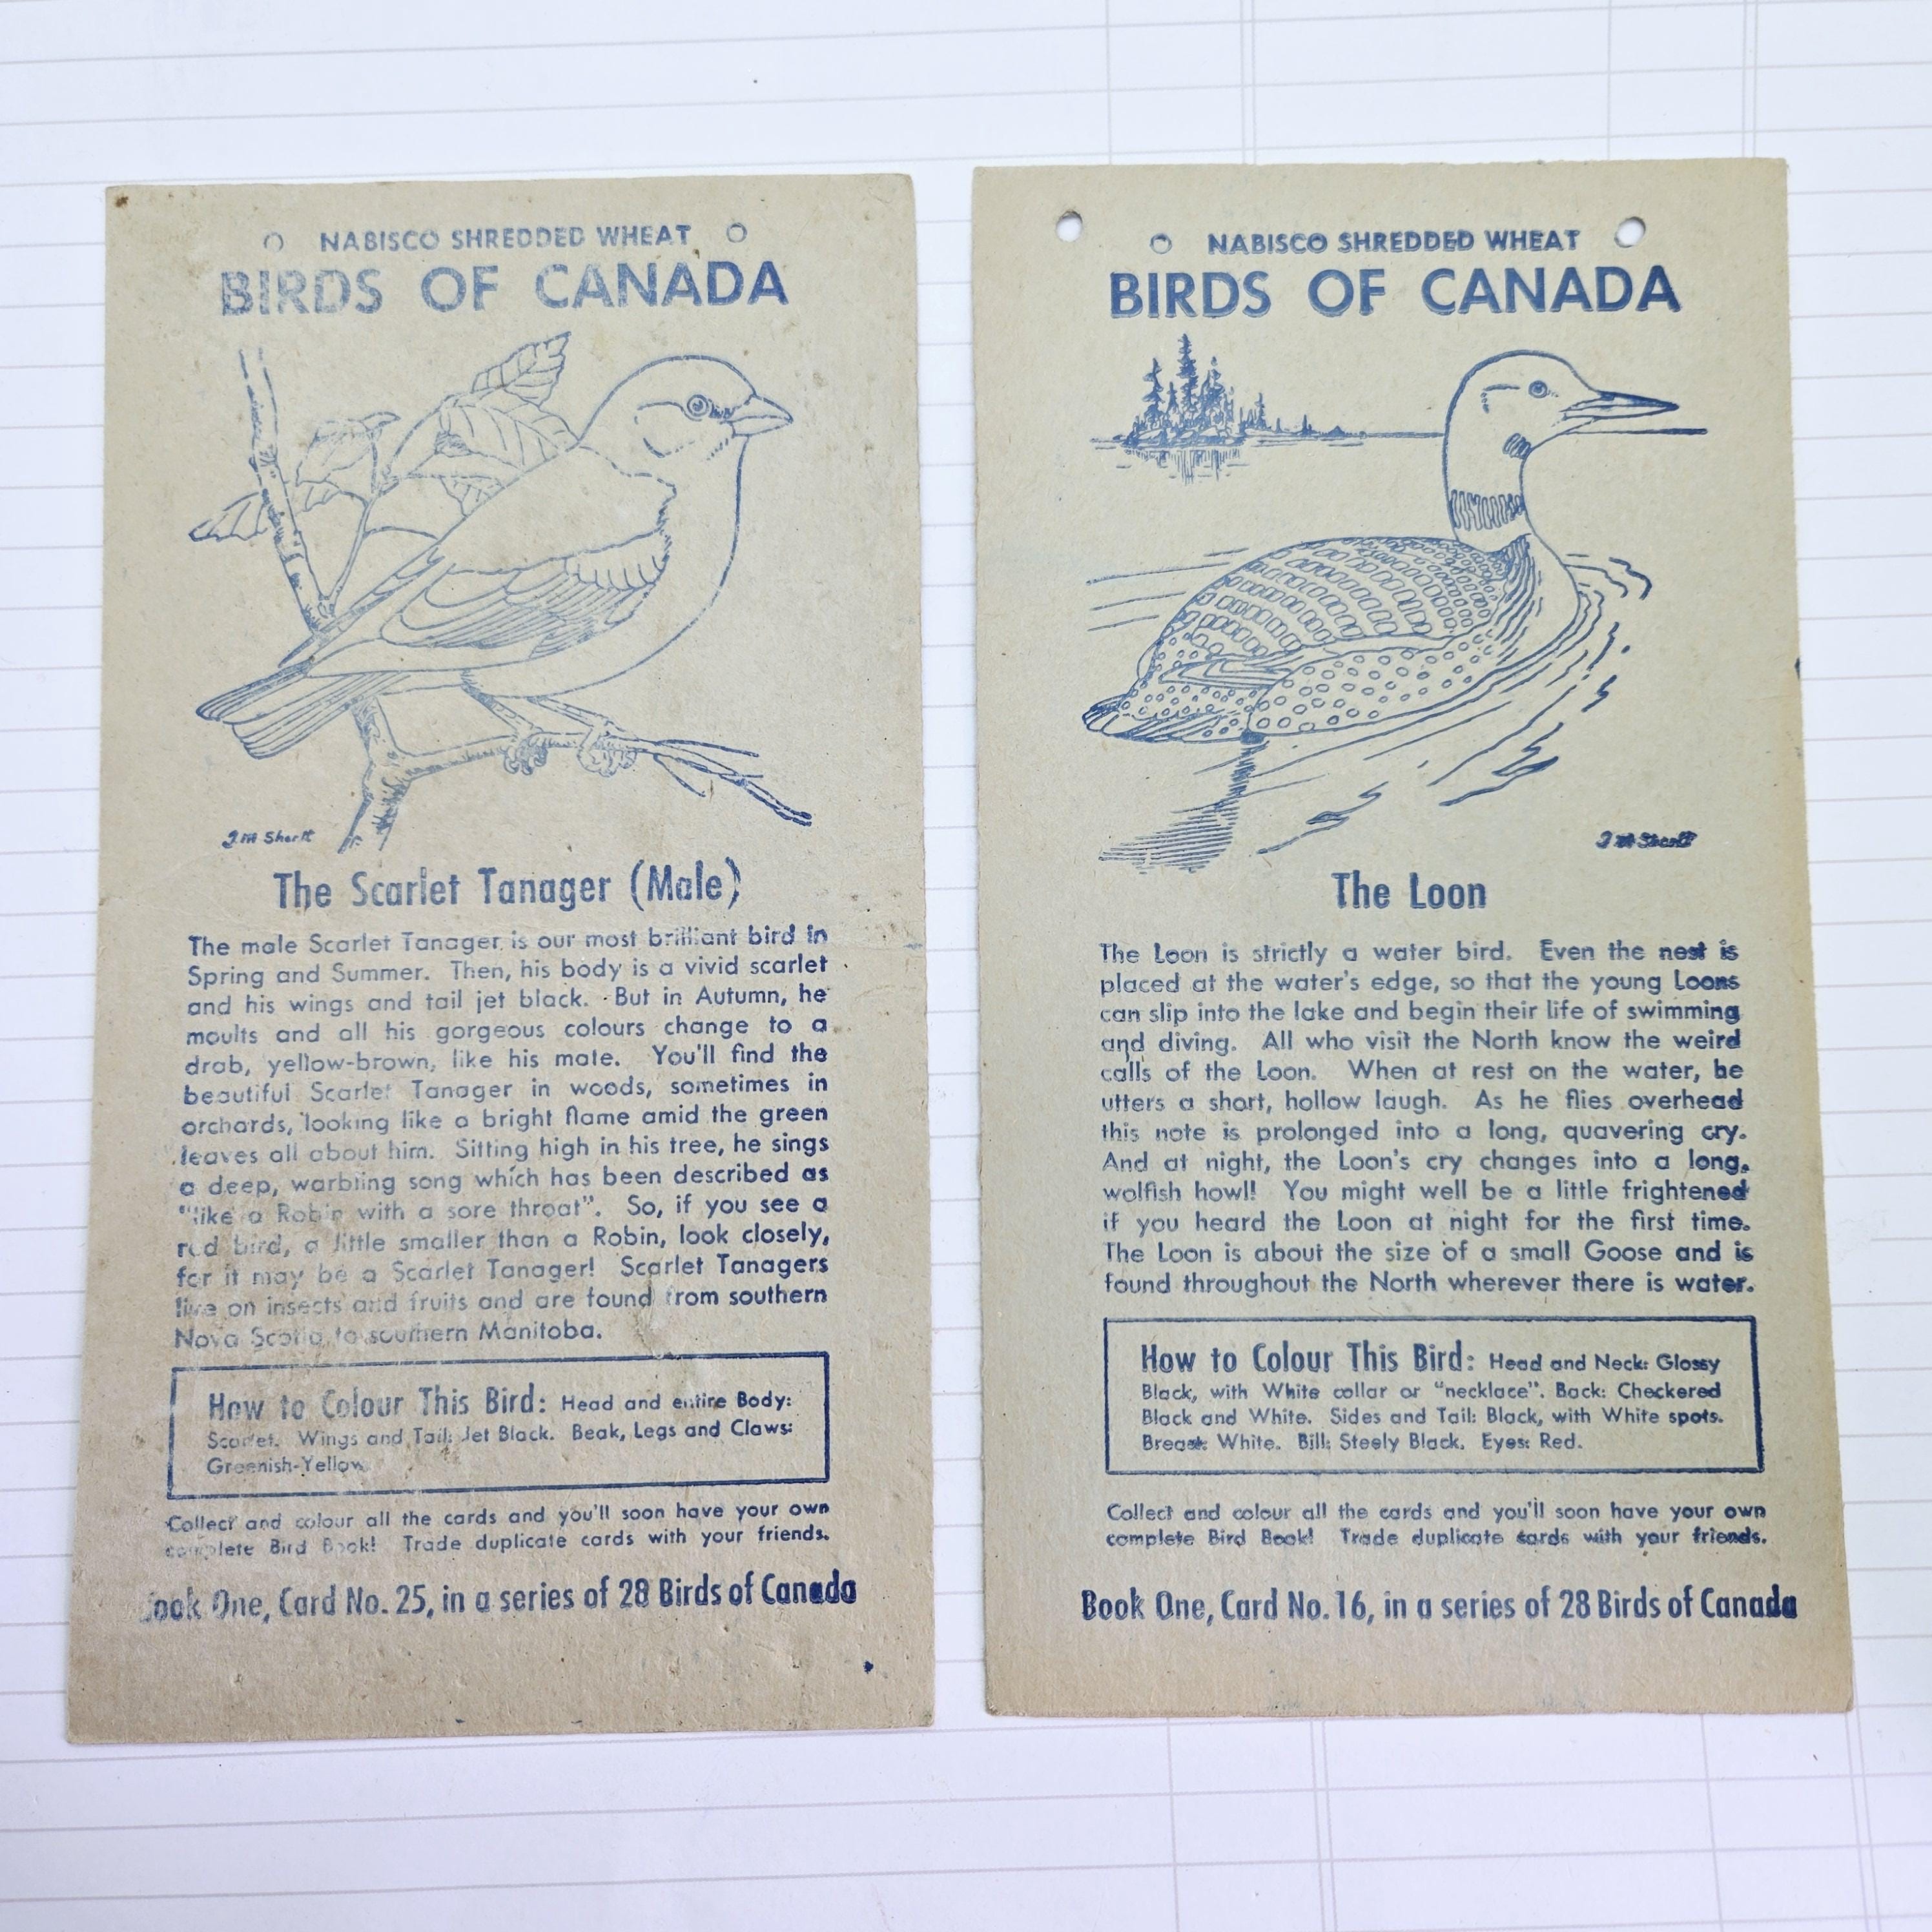 NABISCO SHREDDED WHEAT
BIRDS OF CANADA
The Scarlet Tanager (Male)
The male Scarlet Tanager is our most brilliant bird in
Spring and Summer. Then, his body is a vivid scarlet
and his wings and tail jet black. But in Autumn, he
moults and all his gorgeous colours change to a
drab, yellow-brown, like his mate. You'll find the
beautiful Scarlet Tanager in woods, sometimes in
orchards, looking like a bright flame amid the green
leaves all about him. Sitting high in his tree, he sings
a deep, warbling song which has been described as
"like a Robin with a sore throat". So, if you see a
red bird, a little smaller than a Robin, look closely,
for it may be a Scarlet Tanager! Scarlet Tanagers
live on insects and fruits and are found from southern
Nova Scotia to southern Manitoba.
How to Colour This Bird: Head and entire Body:
Scarlet. Wings and Tail: Jet Black. Beak, Legs and Claws:
Greenish-Yellow
Collect and colour all the cards and you'll soon have your own
complete Bird Book! Trade duplicate cards with your friends.
Book One, Card No. 25, in a series of 28 Birds of Canada
NABISCO SHREDDED WHEAT
BIRDS OF CANADA
The Loon
The Loon is strictly a water bird. Even the nest is
placed at the water's edge, so that the young Loons
can slip into the lake and begin their life of swimming
and diving. All who visit the North know the weird
calls of the Loon. When at rest on the water, he
utters a short, hollow laugh. As he flies overhead
this note is prolonged into a long, quavering cry.
And at night, the Loon's cry changes into a long,
wolfish howl! You might well be a little frightened
if you heard the Loon at night for the first time.
The Loon is about the size of a small Goose and is
found throughout the North wherever there is water.
How to Colour This Bird: Head and Neck: Glossy
Black, with White collar or "necklace". Back: Checkered
Black and White. Sides and Tail: Black, with White spots.
Breast: White. Bill: Steely Black. Eyes: Red.
Collect and colour all the cards and you'll soon have your own
complete Bird Book! Trade duplicate cards with your friends.
Book One, Card No. 16, in a series of 28 Birds of Canada